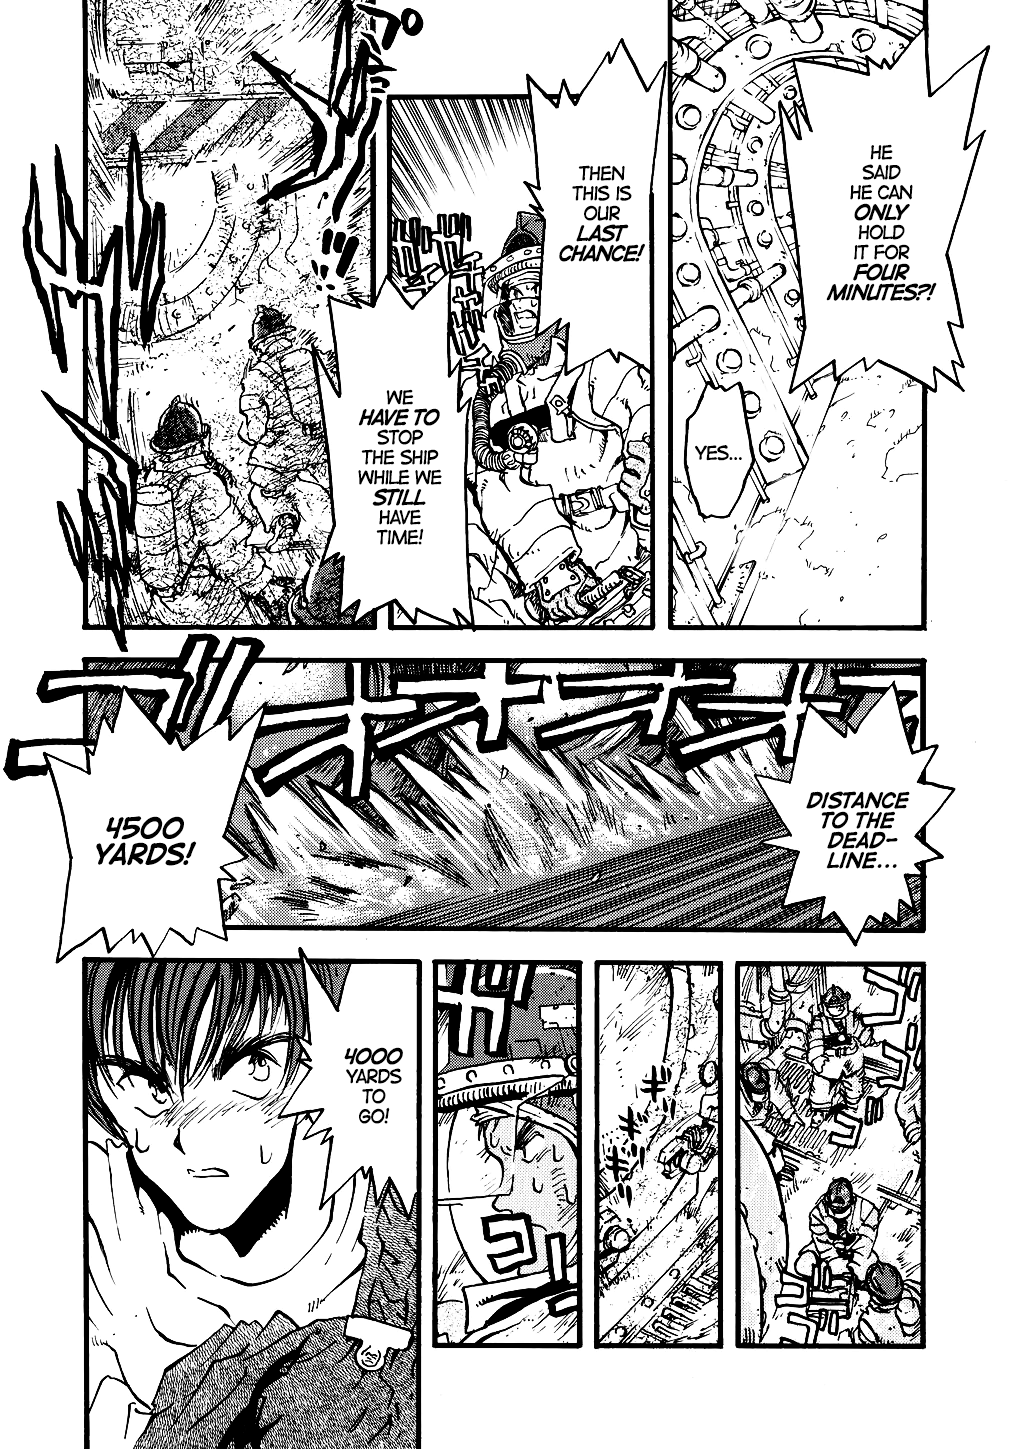 HE
SAID
HE CAN
ONLY
HOLD
IT FOR
FOUR
MINUTES?!
YES...
THEN
THIS IS
OUR
LAST
CHANCE!
WE
HAVE TO
STOP
THE SHIP
WHILE WE
STILL
HAVE
TIME!
DISTANCE
TO THE
DEAD-
LINE...
4500
YARDS!
4000
YARDS
TO
GO!